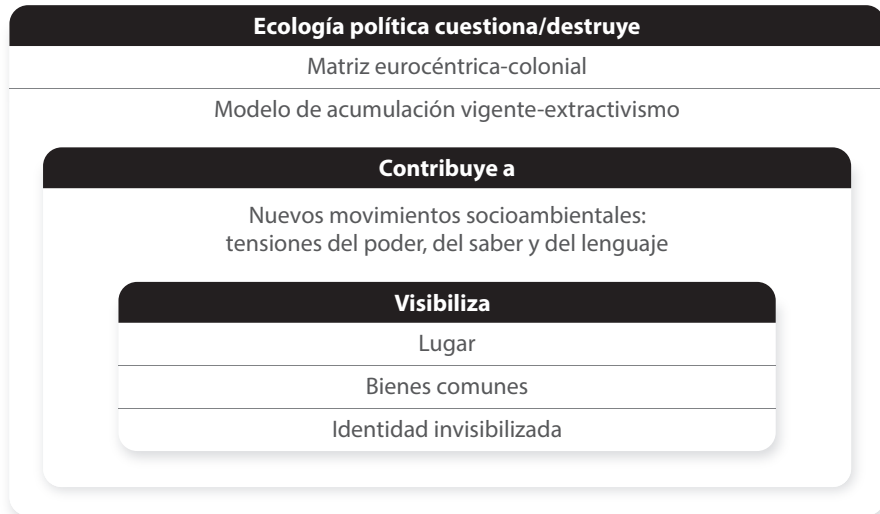 Ecología política cuestiona/destruye
Matriz eurocéntrica-colonial
Modelo de acumulación vigente-extractivismo
Contribuye a
Nuevos movimientos socioambientales:
tensiones del poder, del saber y del lenguaje
Visibiliza
Lugar
Bienes comunes
Identidad invisibilizada